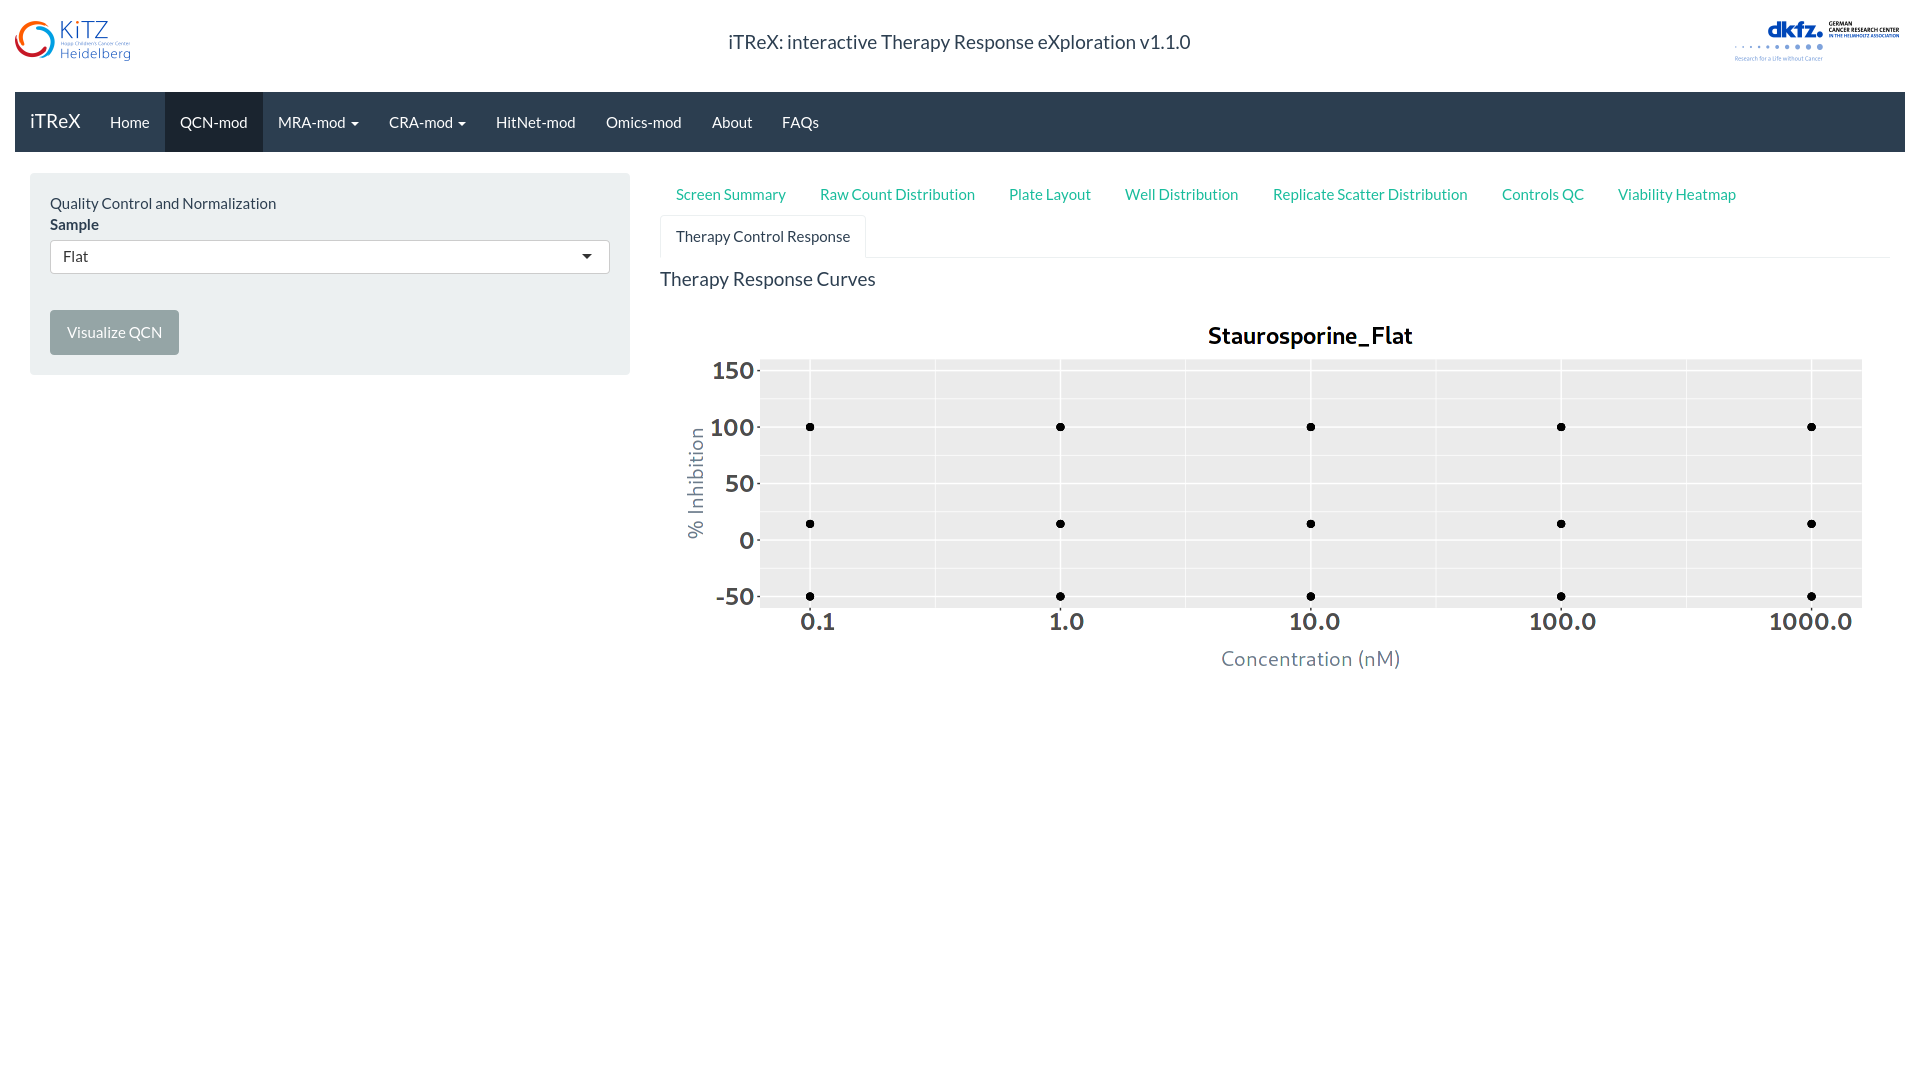 KiTZ
Hopp Children's Cancer Center
Heidelberg
iTReX: interactive Therapy Response eXploration v1.1.0
dkfz.
GERMAN
CANCER RESEARCH CENTER
IN THE HELMHOLTZ ASSOCIATION
Research for a Life without Cancer
iTReX Home QCN-mod MRA-mod CRA-mod HitNet-mod Omics-mod About FAQs
Quality Control and Normalization
Sample
Flat
Visualize QCN
Screen Summary Raw Count Distribution Plate Layout Well Distribution Replicate Scatter Distribution Controls QC Viability Heatmap
Therapy Control Response
Therapy Response Curves
Staurosporine_Flat
% Inhibition
150
100
50
0
-50
0.1 1.0 10.0 100.0 1000.0
Concentration (nM)